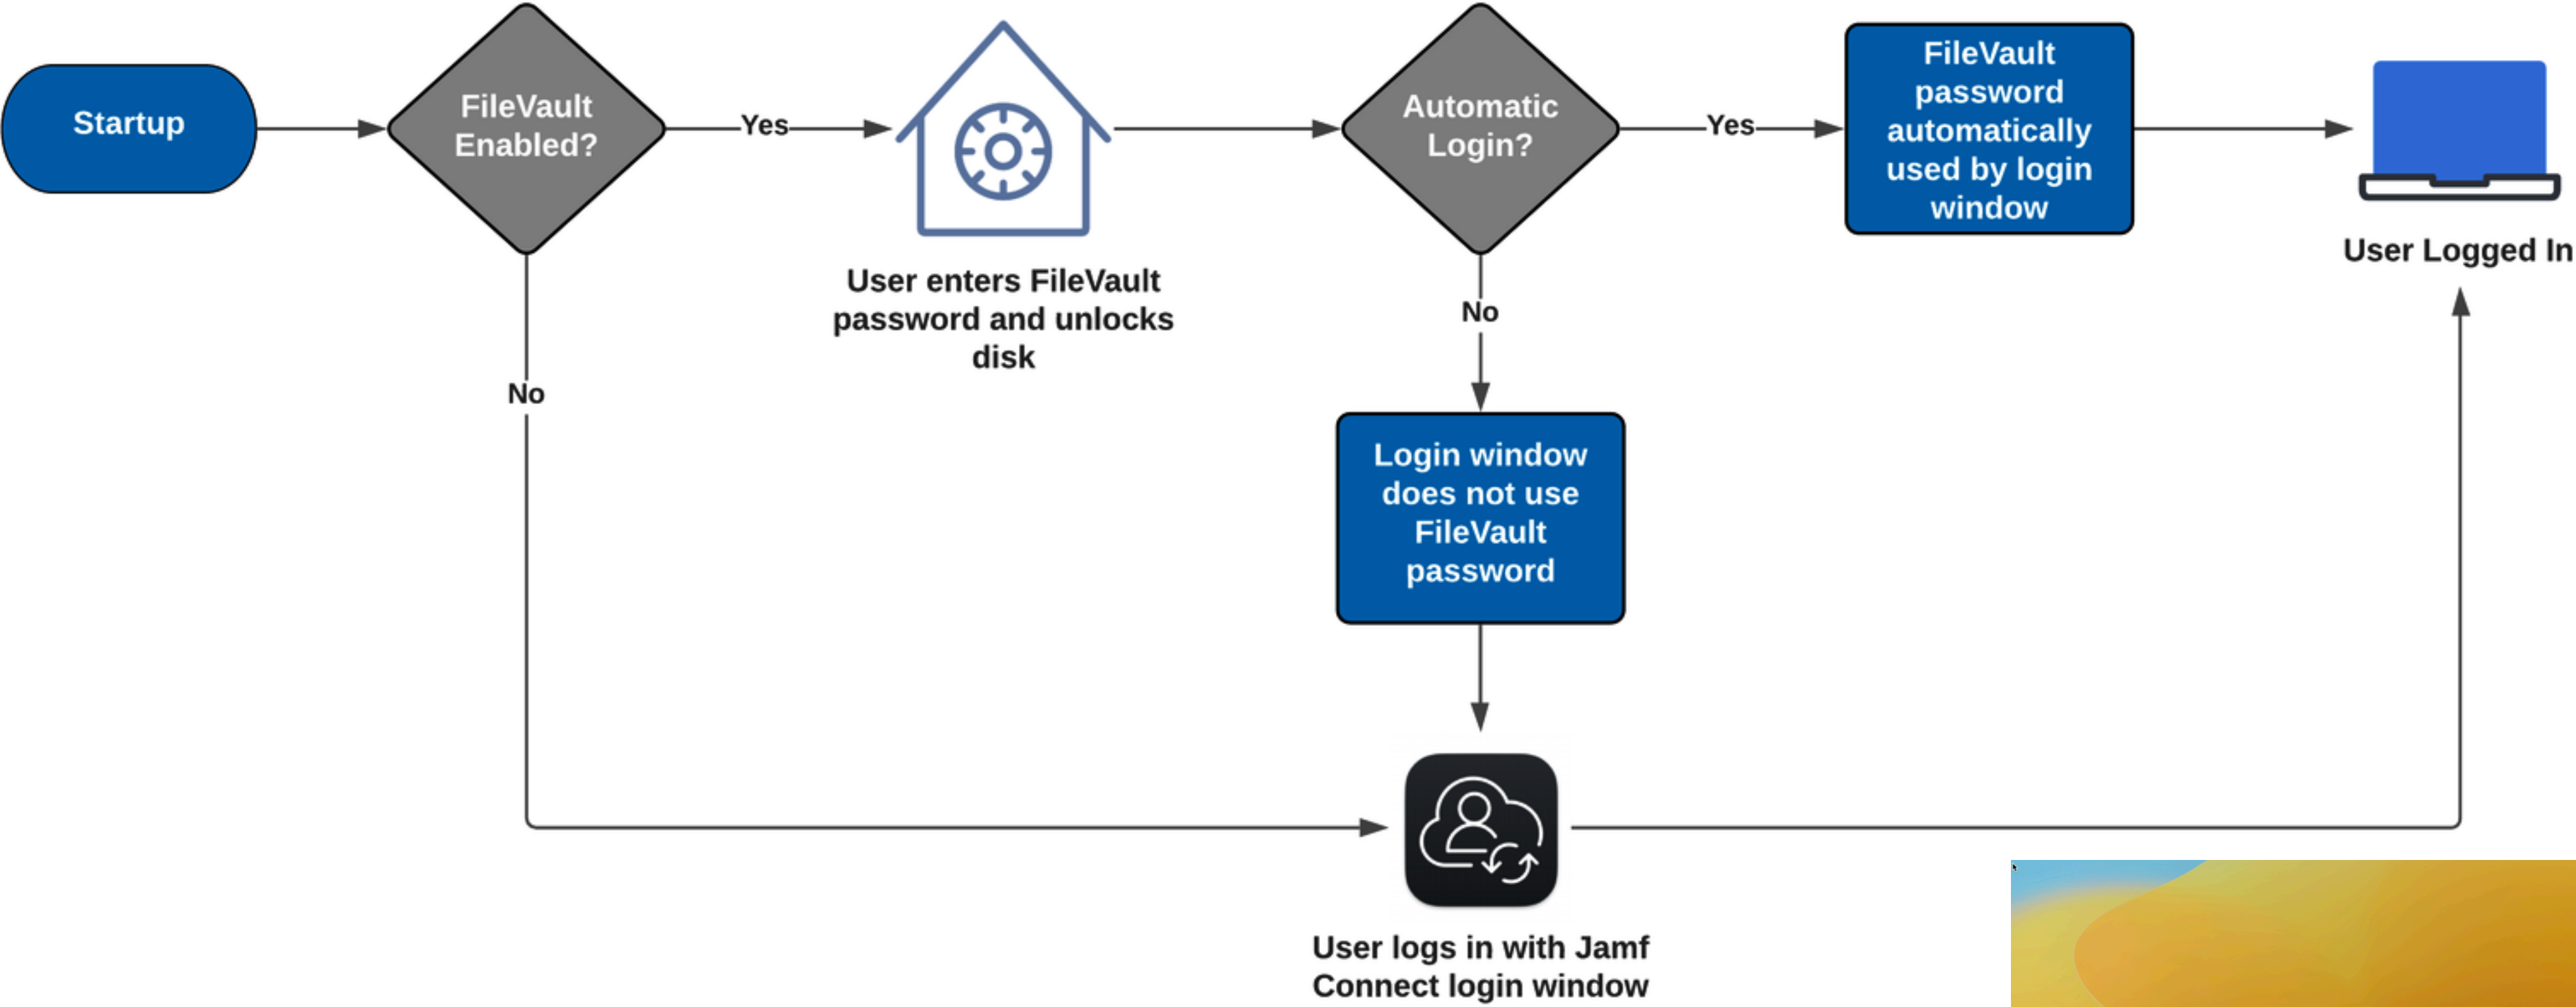 Startup
FileVault
Enabled?
Yes
User enters FileVault
password and unlocks
disk
Automatic
Login?
Yes
FileVault
password
automatically
used by login
window
User Logged In
No
No
Login window
does not use
FileVault
password
User logs in with Jamf
Connect login window